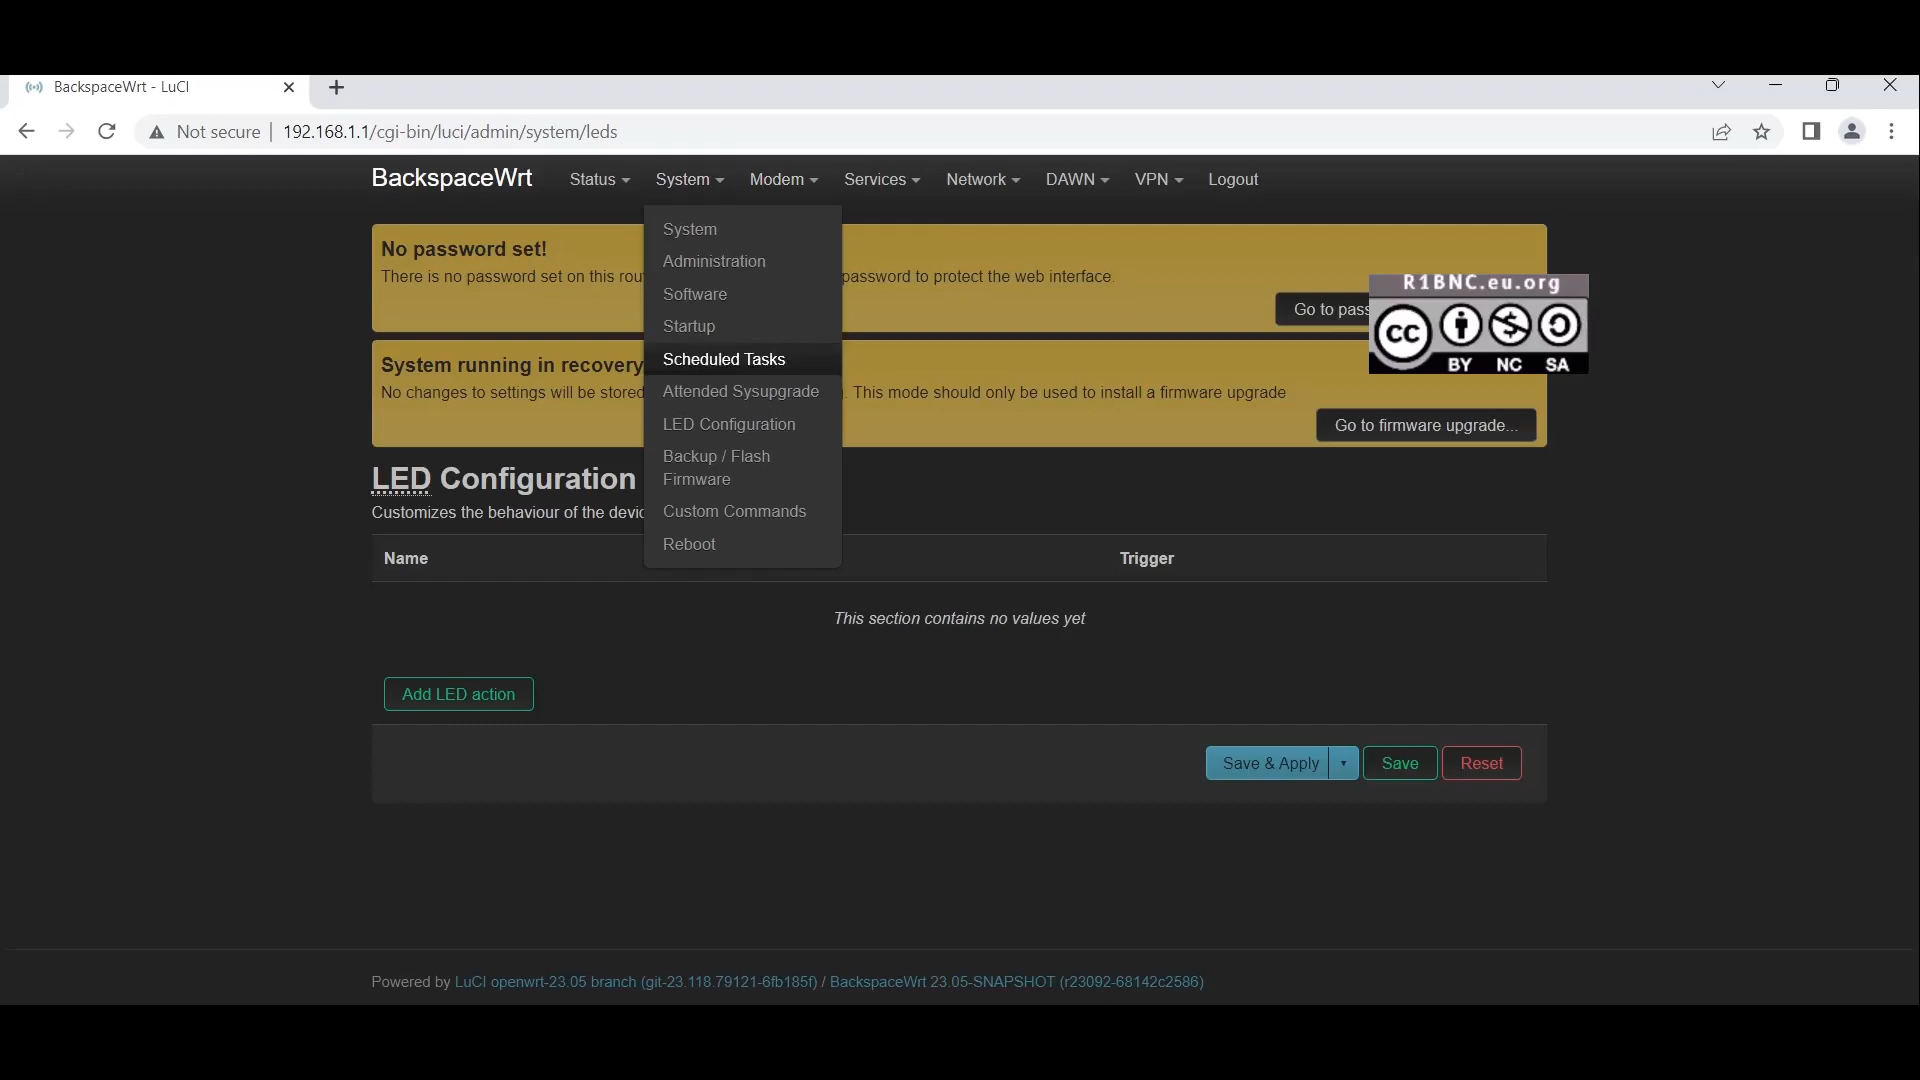 BackspaceWrt - LuCI
Not secure | 192.168.1.1/cgi-bin/luci/admin/system/leds
BackspaceWrt Status System Modem Services Network DAWN VPN Logout
System
Administration
Software
Startup
Scheduled Tasks
Attended Sysupgrade
LED Configuration
Backup / Flash
Firmware
Custom Commands
Reboot
No password set!
There is no password set on this rou password to protect the web interface.
Go to pass
R1BNC.eu.org
CC
BY NC SA
System running in recovery
No changes to settings will be stored . This mode should only be used to install a firmware upgrade
Go to firmware upgrade...
LED Configuration
Customizes the behaviour of the devic
Name Trigger
This section contains no values yet
Add LED action
Save & Apply Save Reset
Powered by LuCI openwrt-23.05 branch (git-23.118.79121-6fb185f) / BackspaceWrt 23.05-SNAPSHOT (r23092-68142c2586)